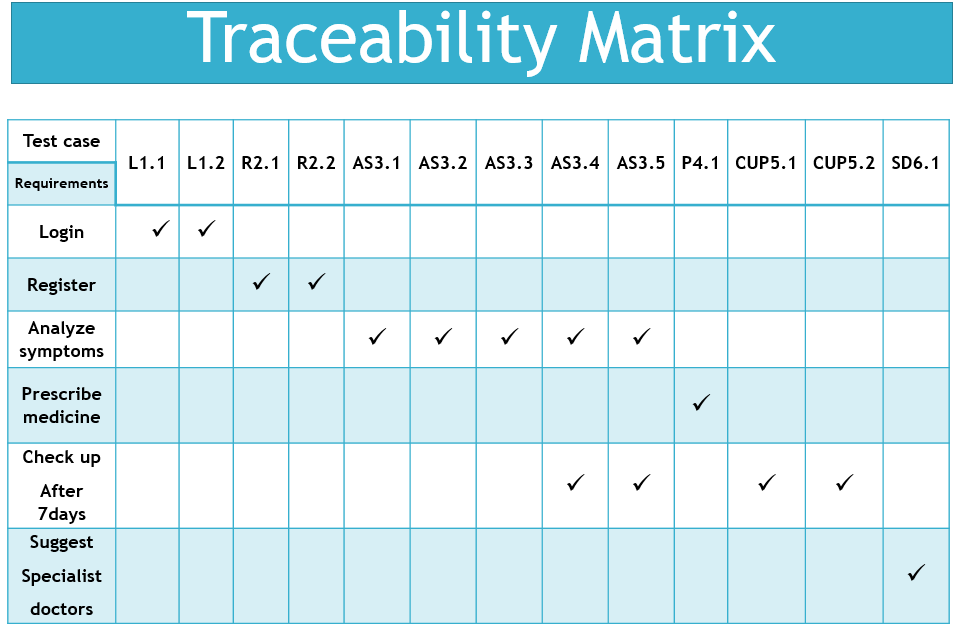 Traceability Matrix
Test case
L1.1 L1.2 R2.1 R2.2 AS3.1 AS3.2 AS3.3 AS3.4 AS3.5 P4.1 CUP5.1 CUP5.2 SD6.1
Requirements
Login ✓ ✓
Register ✓ ✓
Analyze
symptoms ✓ ✓ ✓ ✓ ✓
Prescribe
medicine ✓
Check up
After ✓ ✓ ✓ ✓
7days
Suggest
Specialist ✓
doctors